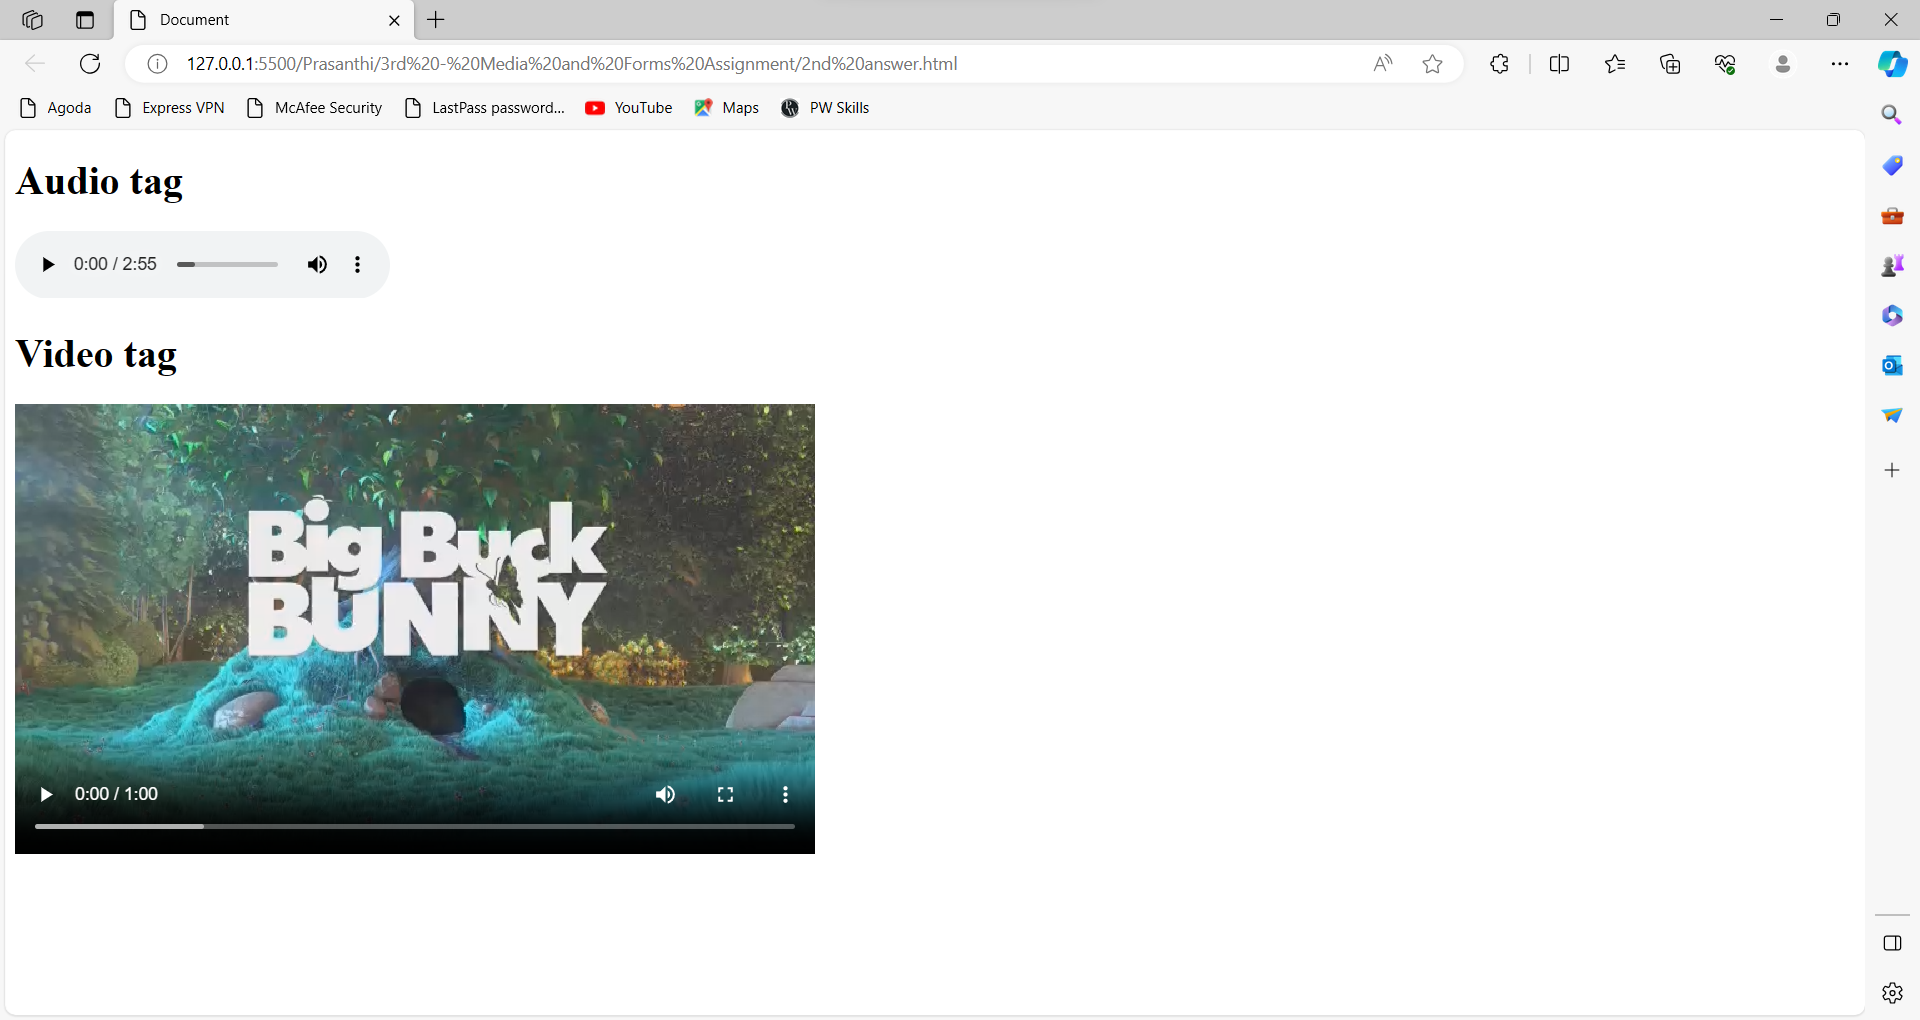 Document
127.0.0.1:5500/Prasanthi/3rd%20-%20Media%20and%20Forms%20Assignment/2nd%20answer.html
Agoda Express VPN McAfee Security LastPass password... YouTube Maps PW Skills
Audio tag
0:00 / 2:55
Video tag
Big Buck
BUNNY
0:00 / 1:00